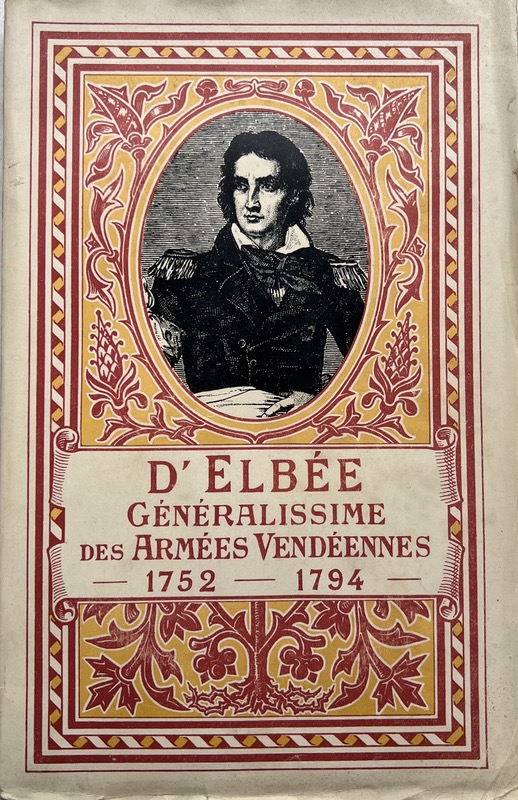 D'ELBÉE
GÉNÉRALISSIME
DES ARMÉES VENDÉENNES
— 1752 — 1794 —